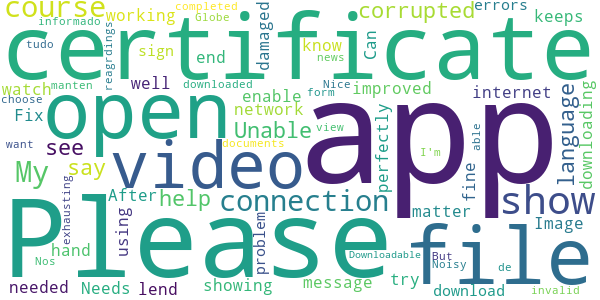 course working Globe completed errors
informado corrupted keeps
certificate
tudo reagrdings sign end damaged know Can
watch manten well downloaded enable news improved internet
choose Fix open network form Nice language downloading
want Unable documents perfectly view I'm able
My see say video app
After help connection fine show
exhausting using hand problem matter Image
Please file
Nos showing Downloadable But Noisy de
needed Needs lend message try download invalid